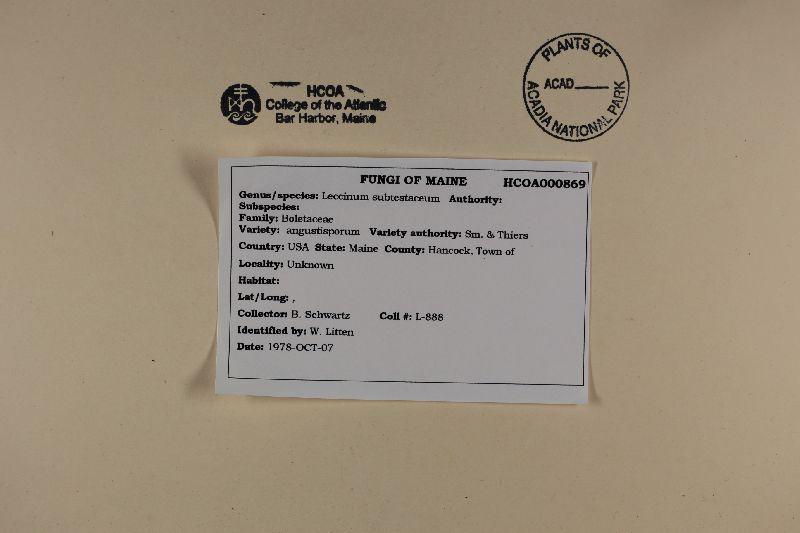 PLANTS OF
ACAD
ACADIA NATIONAL PARK
HCOA
College of the Atlantic
Bar Harbor, Maine
FUNGI OF MAINE HCOA000869
Genus/species: Leccinum subtestaceum Authority:
Subspecies:
Family: Boletaceae
Variety: angustisporum Variety authority: Sm. & Thiers
Country: USA State: Maine County: Hancock, Town of
Locality: Unknown
Habitat:
Lat/Long: ,
Collector: B. Schwartz Coll #: L-888
Identified by: W. Litten
Date: 1978-OCT-07